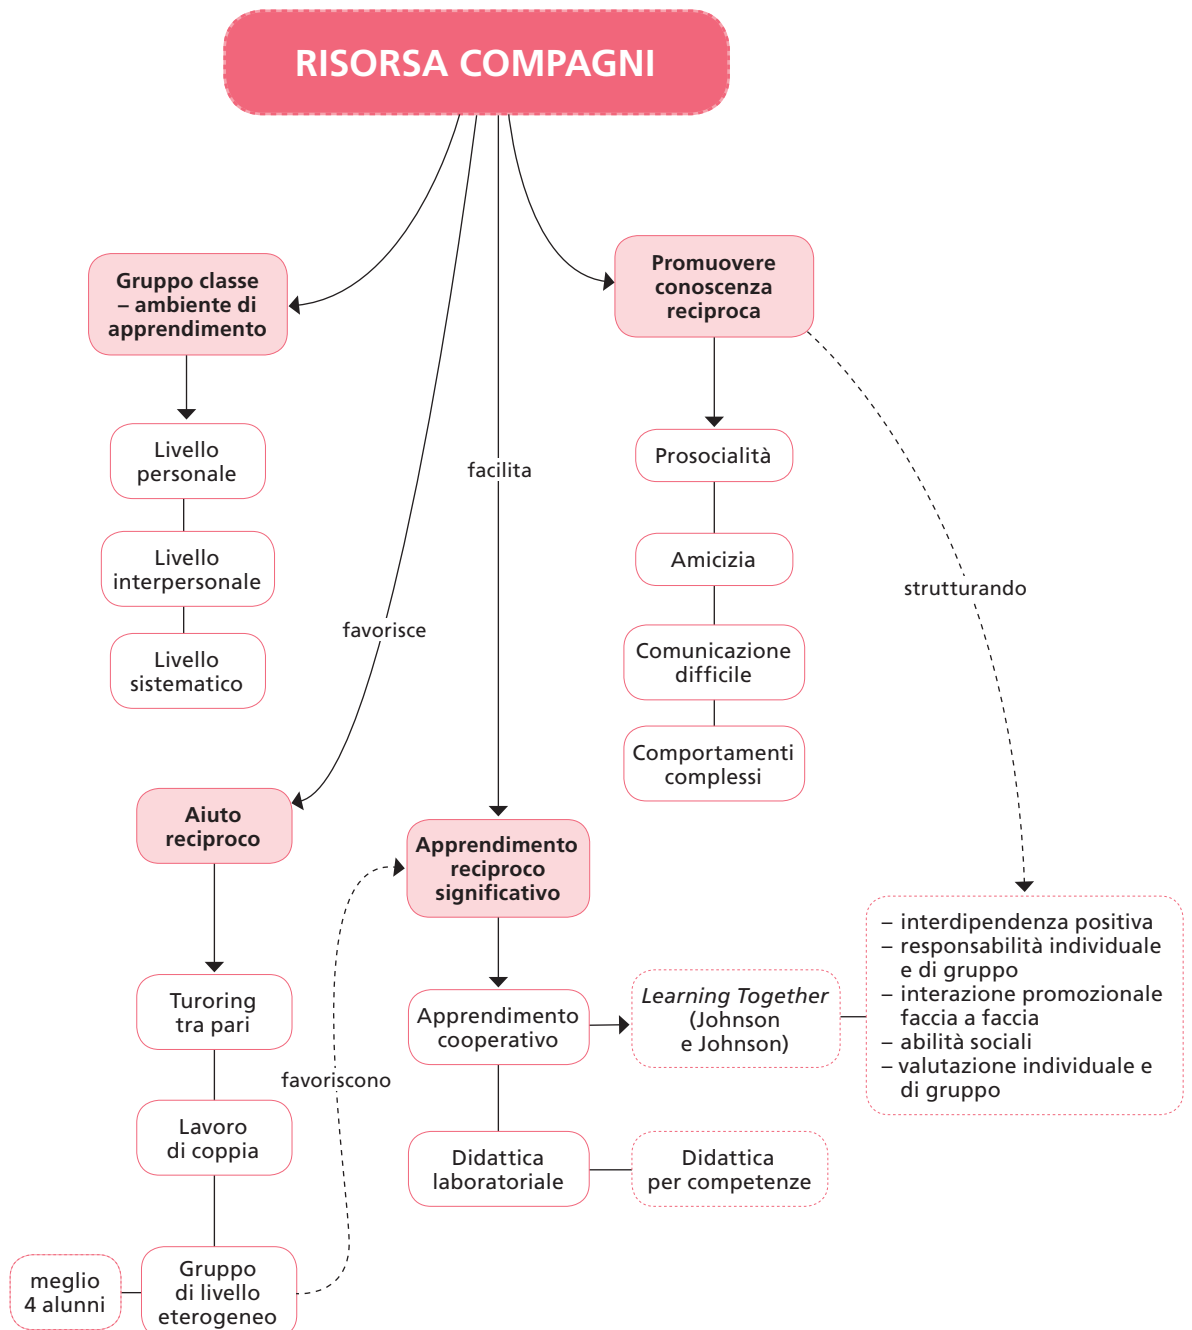 RISORSA COMPAGNI
Gruppo classe
– ambiente di
apprendimento
Livello
personale
Livello
interpersonale
Livello
sistematico
Promuovere
conoscenza
reciproca
Prosocialità
Amicizia
Comunicazione
difficile
Comportamenti
complessi
facilita
favorisce
strutturando
Aiuto
reciproco
Turoring
tra pari
Lavoro
di coppia
Gruppo
di livello
eterogeneo
meglio
4 alunni
favoriscono
Apprendimento
reciproco
significativo
Apprendimento
cooperativo
Didattica
laboratoriale
Learning Together
(Johnson
e Johnson)
Didattica
per competenze
– interdipendenza positiva
– responsabilità individuale
e di gruppo
– interazione promozionale
faccia a faccia
– abilità sociali
– valutazione individuale e
di gruppo